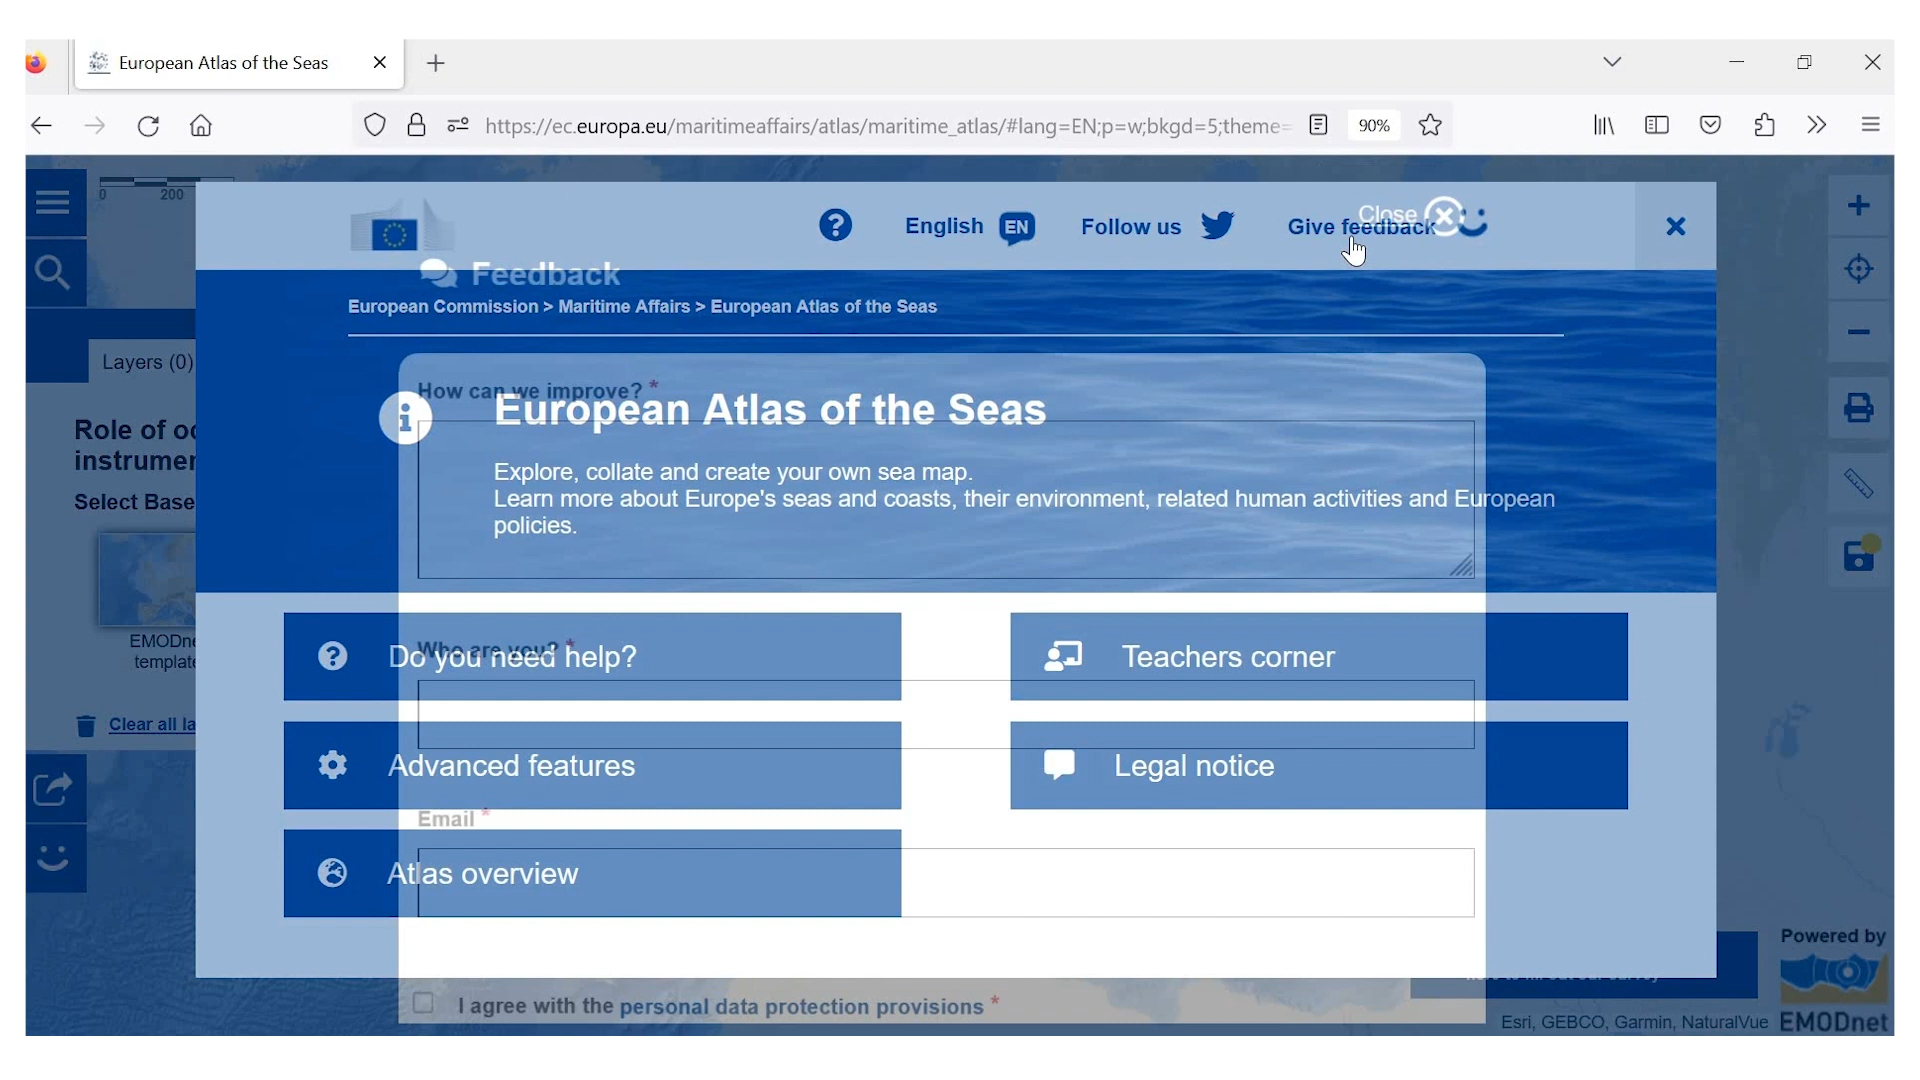 European Atlas of the Seas
https://ec.europa.eu/maritimeaffairs/atlas/maritime_atlas/#lang=EN;p=w;bkgd=5;theme=
90%
0 200
English EN
Follow us
Give feedback
Close
Feedback
European Commission > Maritime Affairs > European Atlas of the Seas
Layers (0)
How can we improve? *
European Atlas of the Seas
Role of
Explore, collate and create your own sea map.
Learn more about Europe's seas and coasts, their environment, related human activities and European
policies.
Select Base
EMODne
template
Who are you? *
Do you need help?
Teachers corner
Clear all la
Advanced features
Legal notice
Email *
Atlas overview
Powered by
EMODnet
I agree with the personal data protection provisions *
Esri, GEBCO, Garmin, NaturalVue